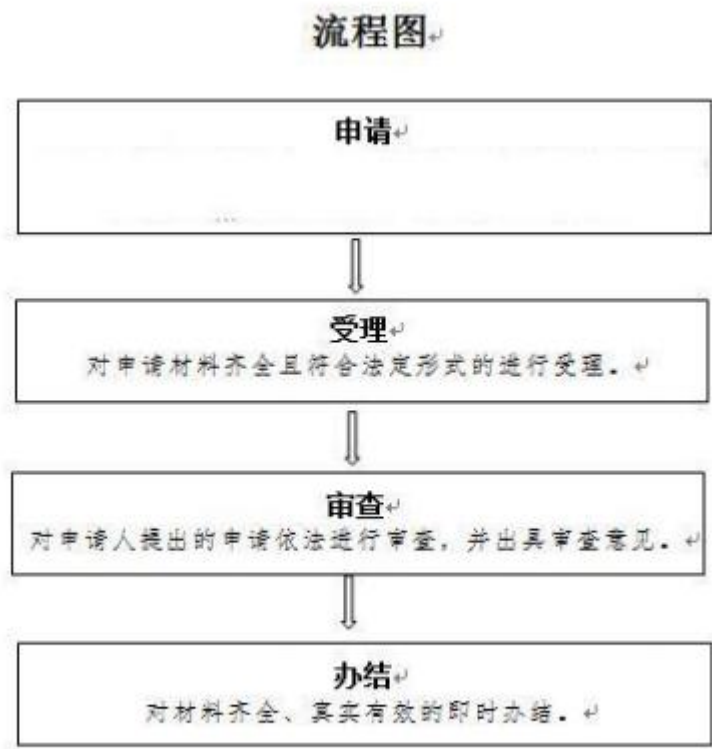 流程图
申请
...
受理
对申请材料齐全且符合法定形式的进行受理。
审查
对申请人提出的申请依法进行审查，并出具审查意见。
办结
对材料齐全、真实有效的即时办结。